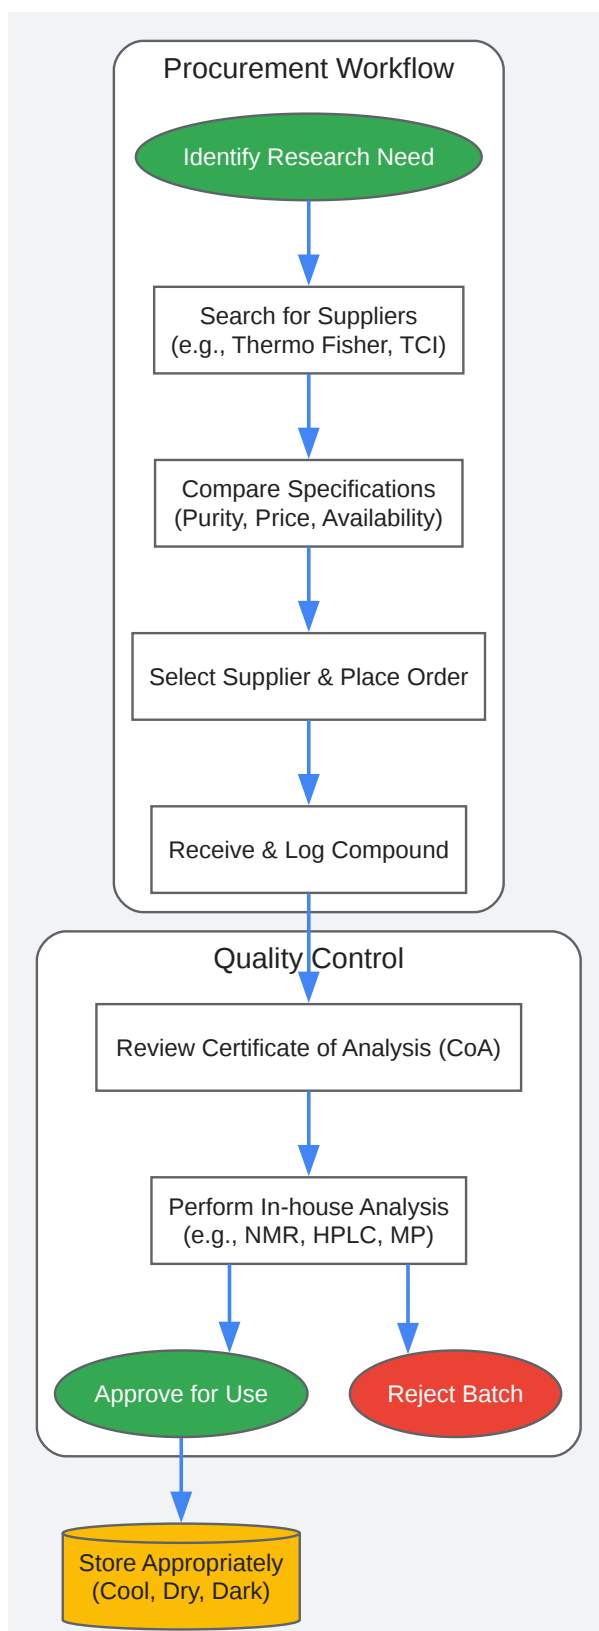 Procurement Workflow
Identify Research Need
Search for Suppliers
(e.g., Thermo Fisher, TCI)
Compare Specifications
(Purity, Price, Availability)
Select Supplier & Place Order
Receive & Log Compound
Quality Control
Review Certificate of Analysis (CoA)
Perform In-house Analysis
(e.g., NMR, HPLC, MP)
Approve for Use
Reject Batch
Store Appropriately
(Cool, Dry, Dark)